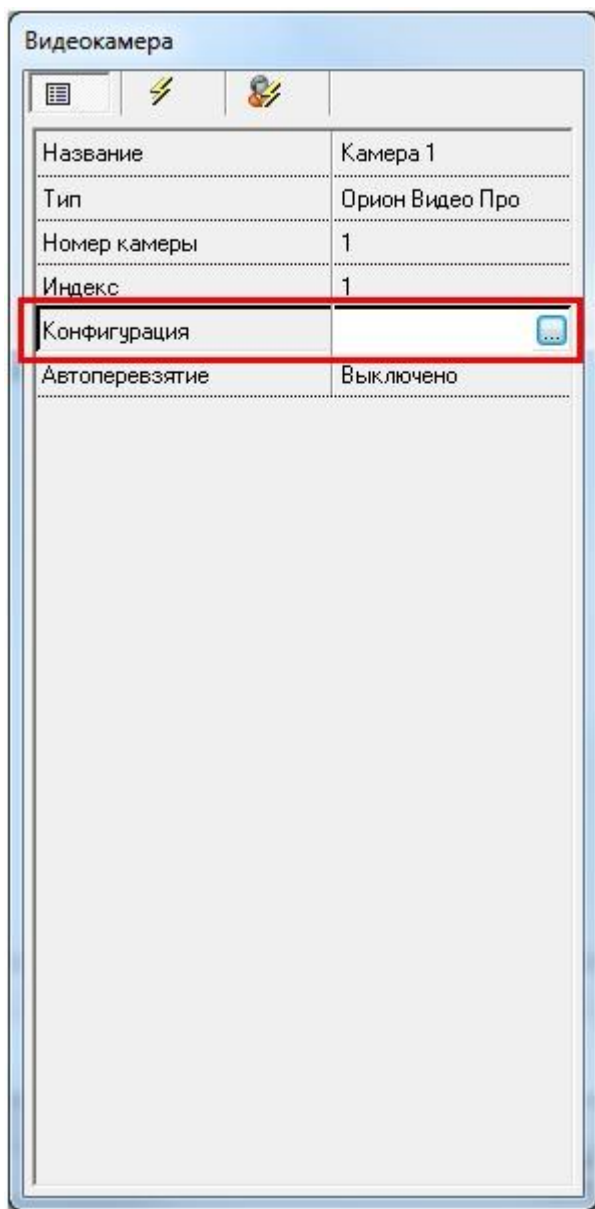 Видеокамера
Название Камера 1
Тип Орион Видео Про
Номер камеры 1
Индекс 1
Конфигурация ...
Автоперевзятие Выключено